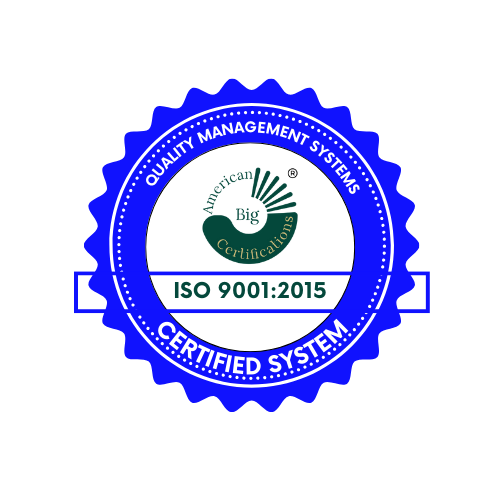 QUALITY MANAGEMENT SYSTEMS
American
®
Big
Certifications
ISO 9001:2015
CERTIFIED SYSTEM